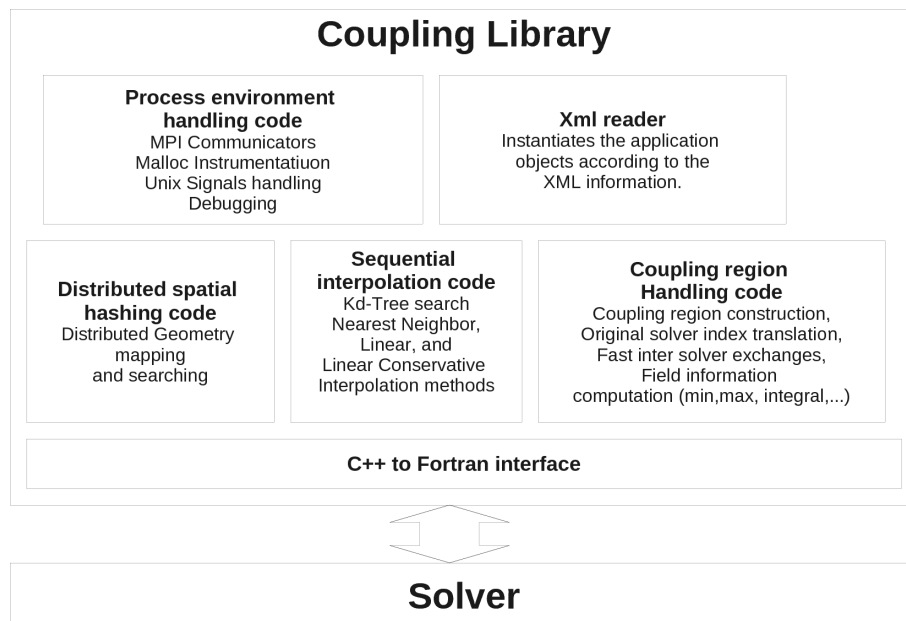 Coupling Library
Process environment
handling code
MPI Communicators
Malloc Instrumentatiuon
Unix Signals handling
Debugging
Xml reader
Instantiates the application
objects according to the
XML information.
Distributed spatial
hashing code
Distributed Geometry
mapping
and searching
Sequential
interpolation code
Kd-Tree search
Nearest Neighbor,
Linear, and
Linear Conservative
Interpolation methods
Coupling region
Handling code
Coupling region construction,
Original solver index translation,
Fast inter solver exchanges,
Field information
computation (min,max, integral,...)
C++ to Fortran interface
Solver